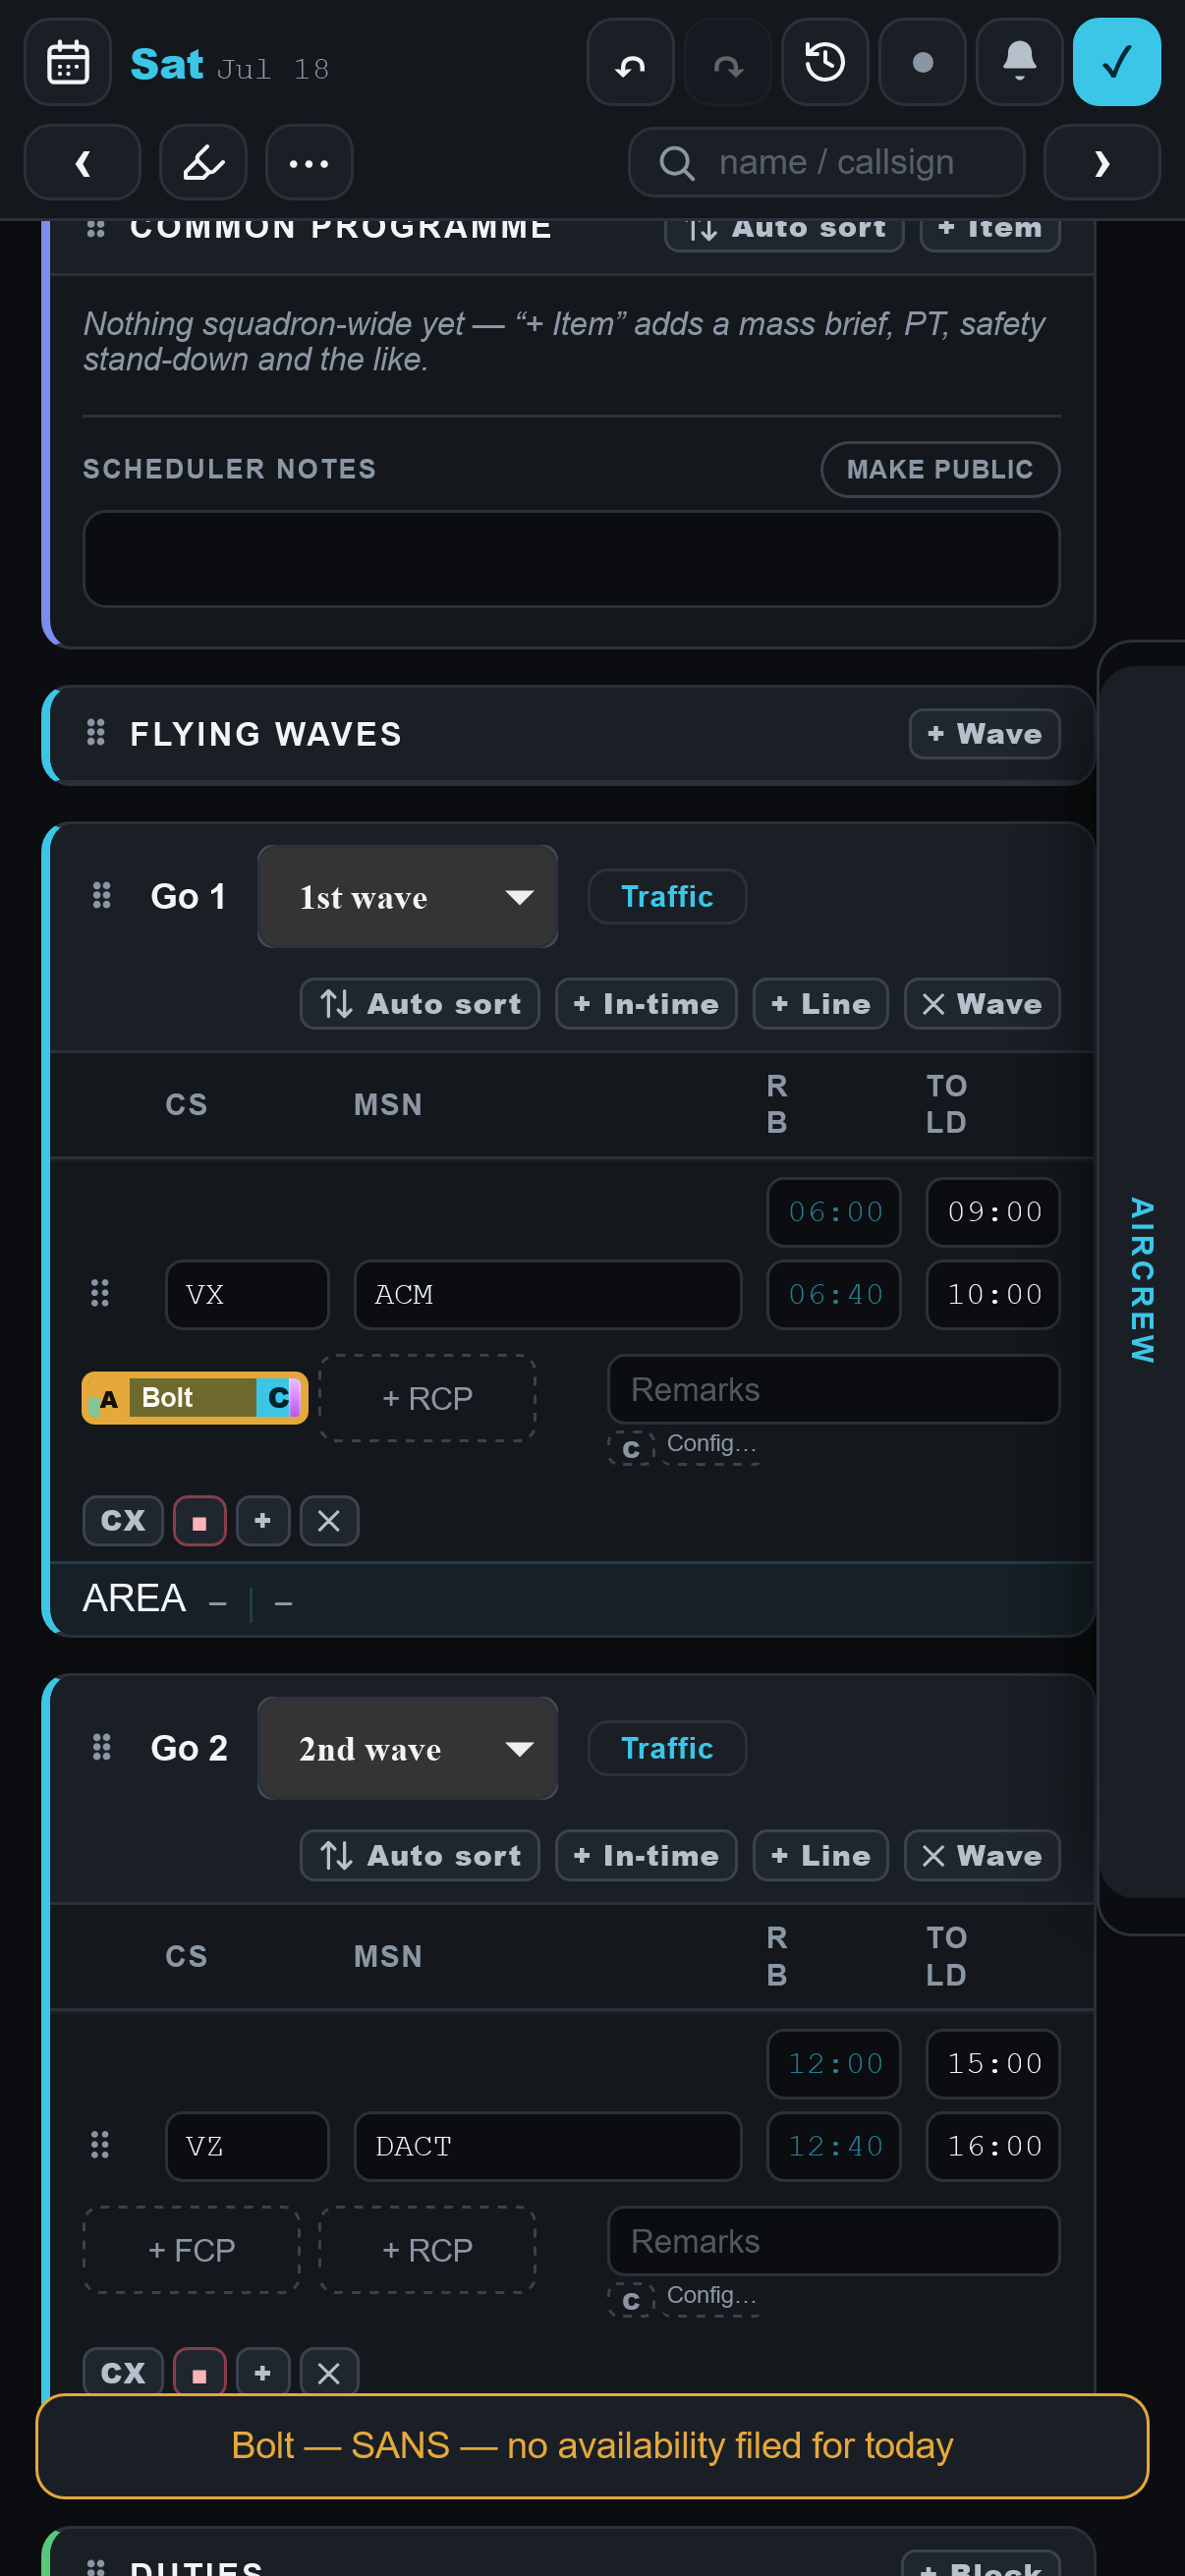 Sat Jul 18
name / callsign
COMMON PROGRAMME Auto sort + Item
Nothing squadron-wide yet — “+ Item” adds a mass brief, PT, safety
stand-down and the like.
SCHEDULER NOTES MAKE PUBLIC
FLYING WAVES + Wave
Go 1 1st wave Traffic
Auto sort + In-time + Line × Wave
CS MSN R TO
B LD
06:00 09:00
VX ACM 06:40 10:00
A Bolt C + RCP Remarks
C Config…
CX + ×
AREA – | –
AIRCREW
Go 2 2nd wave Traffic
Auto sort + In-time + Line × Wave
CS MSN R TO
B LD
12:00 15:00
VZ DACT 12:40 16:00
+ FCP + RCP Remarks
C Config…
CX + ×
Bolt — SANS — no availability filed for today
DUTIES + Block